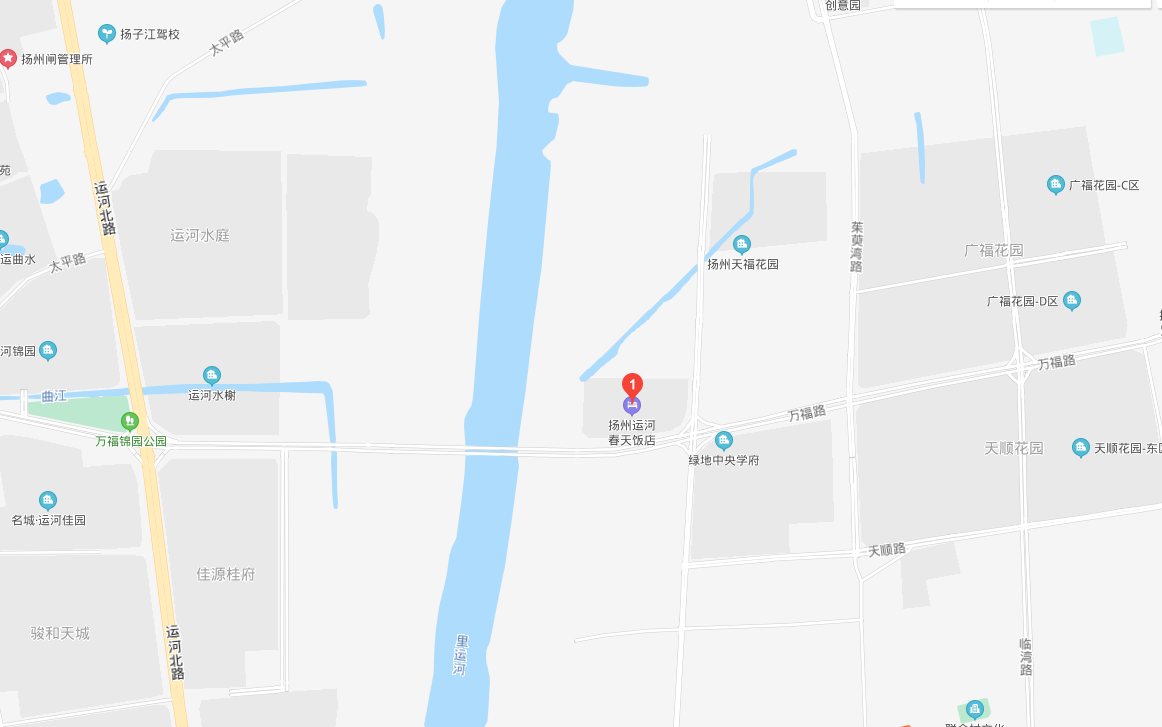 创意园
扬子江驾校
太平路
扬州闸管理所
苑
运河北路
广福花园-C区
运河水庭
茱萸湾路
运曲水
太平路
扬州天福花园
广福花园
广福花园-D区
河锦园
万福路
曲江
运河水榭
1
扬州运河
春天饭店
万福路
万福锦园公园
绿地中央学府
天顺花园
天顺花园-东区
名城·运河佳园
天顺路
佳源桂府
骏和天城
运河北路
里运河
临湾路